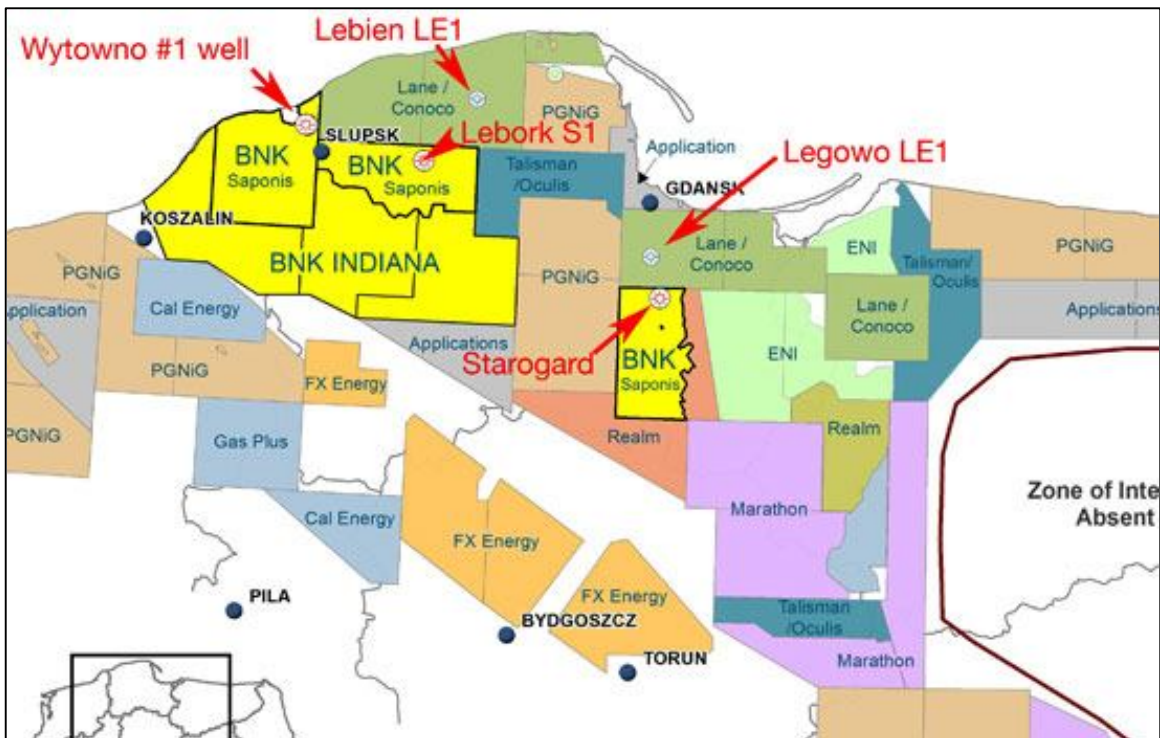 Wytowno #1 well
Lebien LE1
Lane /
Conoco
PGNiG
SLUPSK
Lebork S1
BNK
Saponis
BNK
Saponis
Talisman
/Oculis
Application
Legowo LE1
GDANSK
KOSZALIN
BNK INDIANA
PGNiG
Lane /
Conoco
ENI
Talisman/
Oculis
PGNiG
PGNiG
Cal Energy
Application
Applications
Starogard
BNK
Saponis
ENI
Lane /
Conoco
Applications
PGNiG
FX Energy
PGNiG
Gas Plus
Realm
Realm
Marathon
Zone of Inte
Absent
Cal Energy
FX Energy
PILA
BYDGOSZCZ
FX Energy
TORUN
Talisman
/Oculis
Marathon